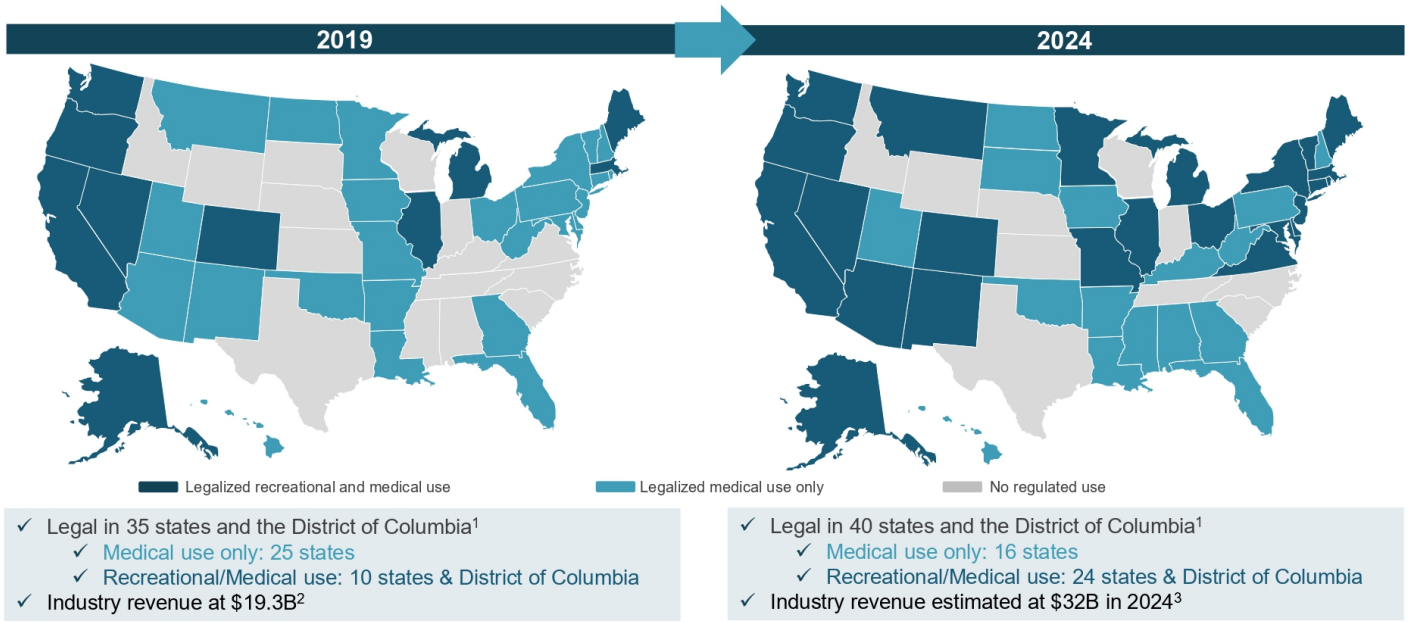 2019
2024
Legalized recreational and medical use
Legalized medical use only
No regulated use
✓ Legal in 35 states and the District of Columbia¹
✓ Medical use only: 25 states
✓ Recreational/Medical use: 10 states & District of Columbia
✓ Industry revenue at $19.3B²
✓ Legal in 40 states and the District of Columbia¹
✓ Medical use only: 16 states
✓ Recreational/Medical use: 24 states & District of Columbia
✓ Industry revenue estimated at $32B in 2024³